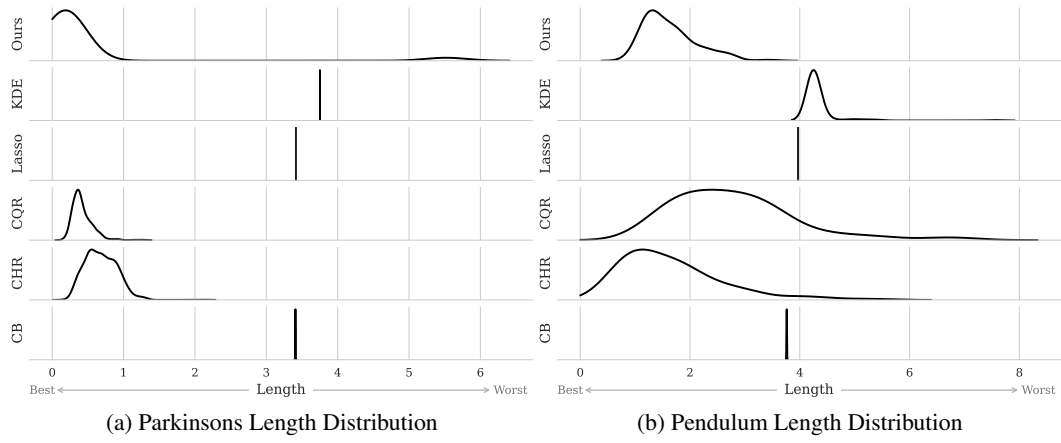 Ours
KDE
Lasso
CQR
CHR
CB
0 1 2 3 4 5 6
Best Length Worst
(a) Parkinsons Length Distribution
Ours
KDE
Lasso
CQR
CHR
CB
0 2 4 6 8
Best Length Worst
(b) Pendulum Length Distribution